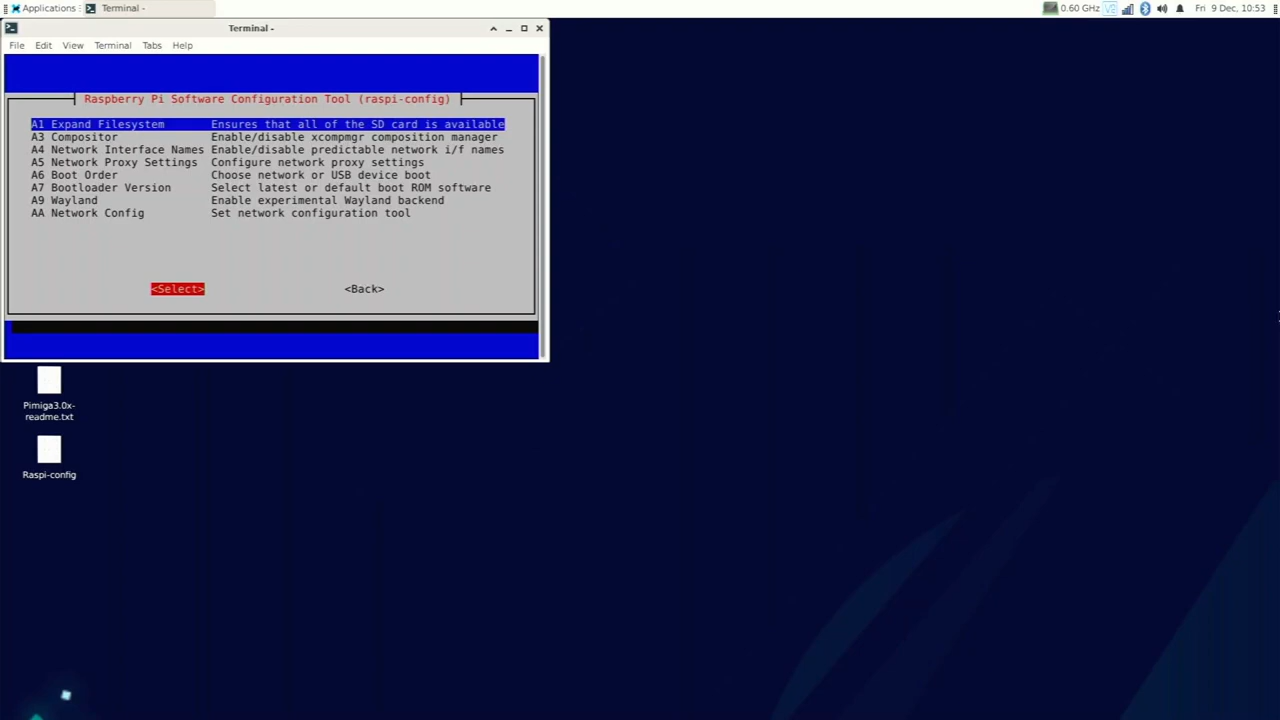 Applications
Terminal -
0.60 GHz
V2
Fri 9 Dec, 10:53
Terminal -
File Edit View Terminal Tabs Help
Raspberry Pi Software Configuration Tool (raspi-config)
A1 Expand Filesystem Ensures that all of the SD card is available
A3 Compositor Enable/disable xcompmgr composition manager
A4 Network Interface Names Enable/disable predictable network i/f names
A5 Network Proxy Settings Configure network proxy settings
A6 Boot Order Choose network or USB device boot
A7 Bootloader Version Select latest or default boot ROM software
A9 Wayland Enable experimental Wayland backend
AA Network Config Set network configuration tool
<Select> <Back>
Pimiga3.0x-
readme.txt
Raspi-config